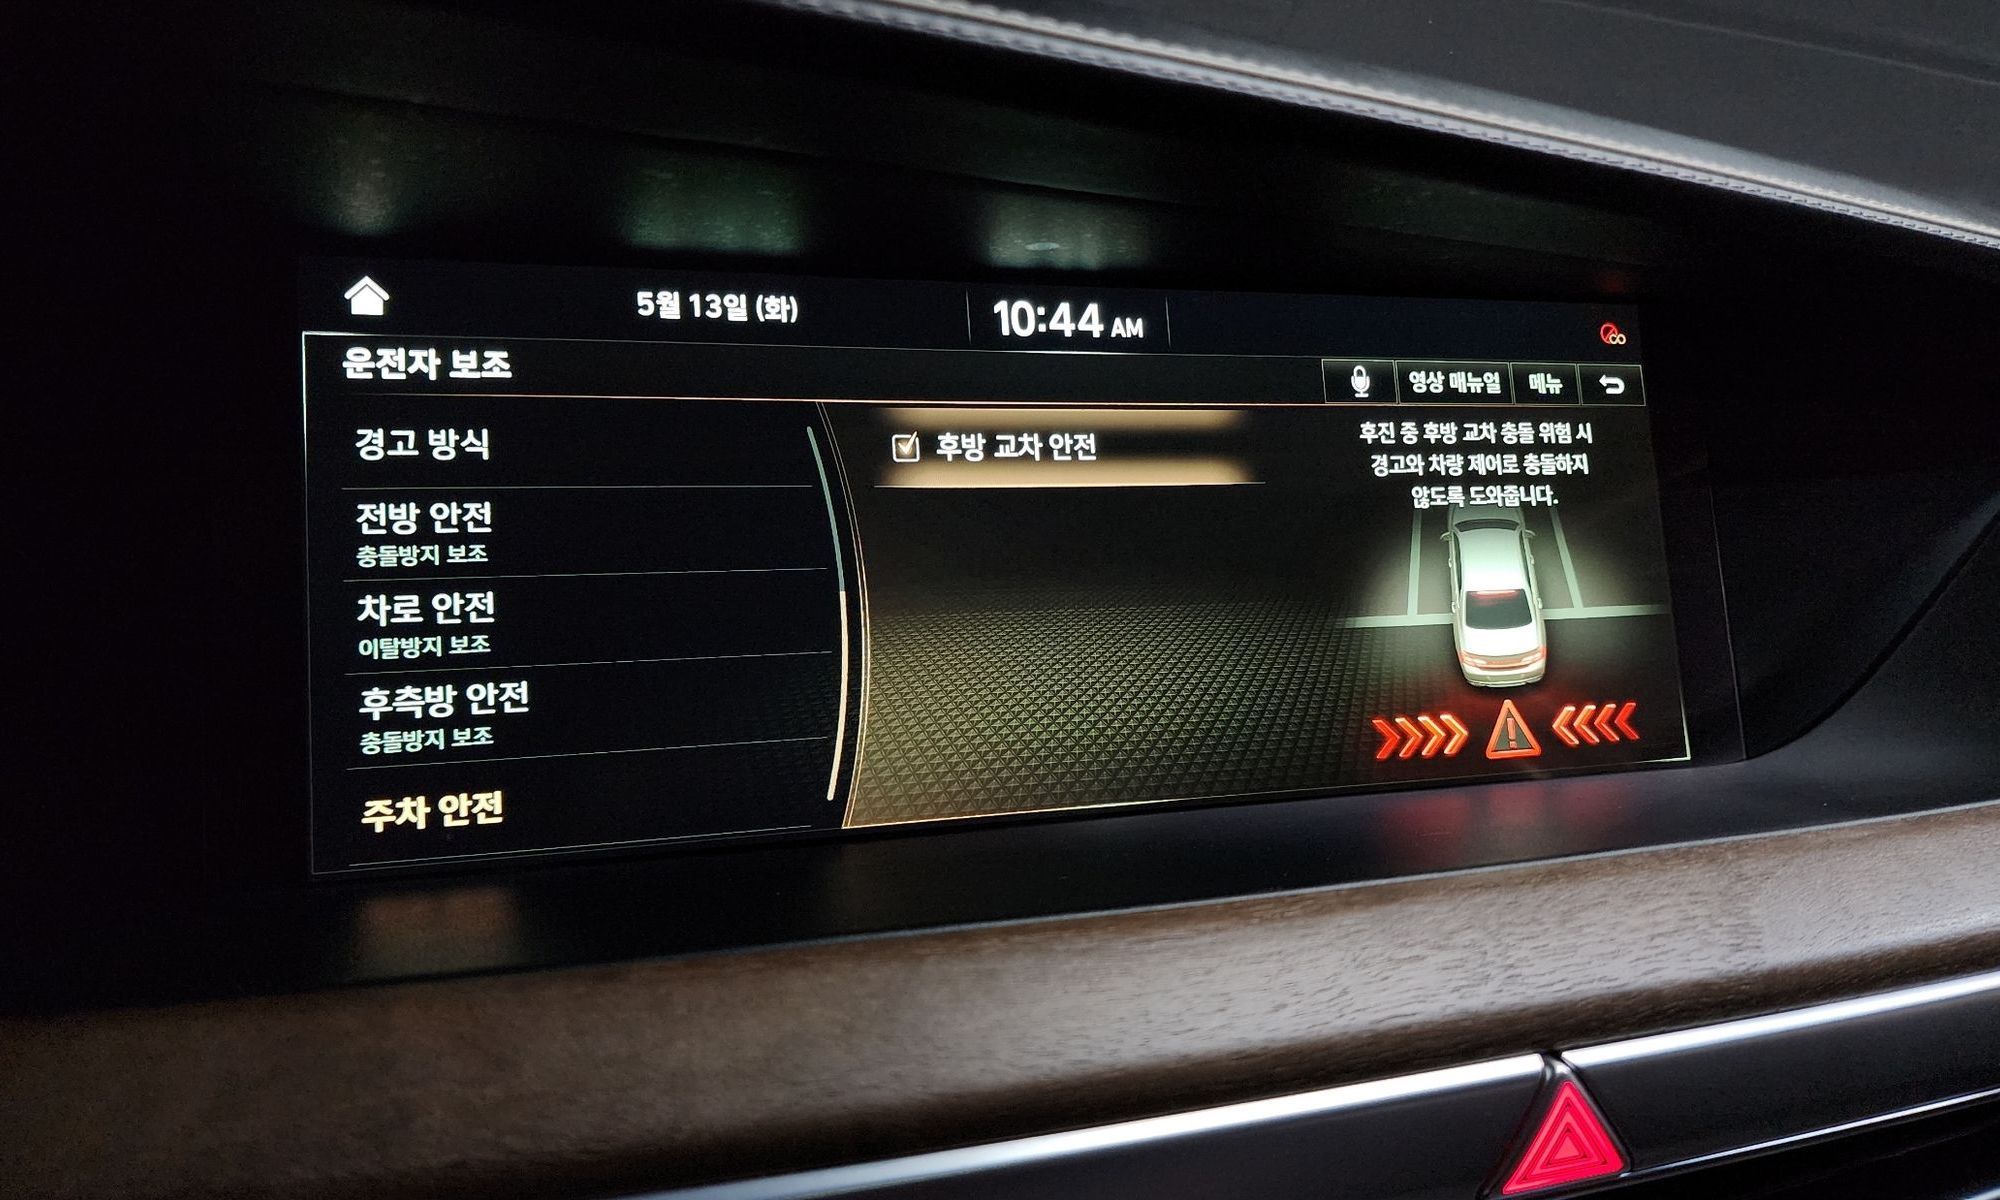 5월 13일 (화)
10:44 AM
운전자 보조
영상 매뉴얼
메뉴
경고 방식
전방 안전
충돌방지 보조
차로 안전
이탈방지 보조
후측방 안전
충돌방지 보조
주차 안전
후방 교차 안전
후진 중 후방 교차 충돌 위험 시
경고와 차량 제어로 충돌하지
않도록 도와줍니다.